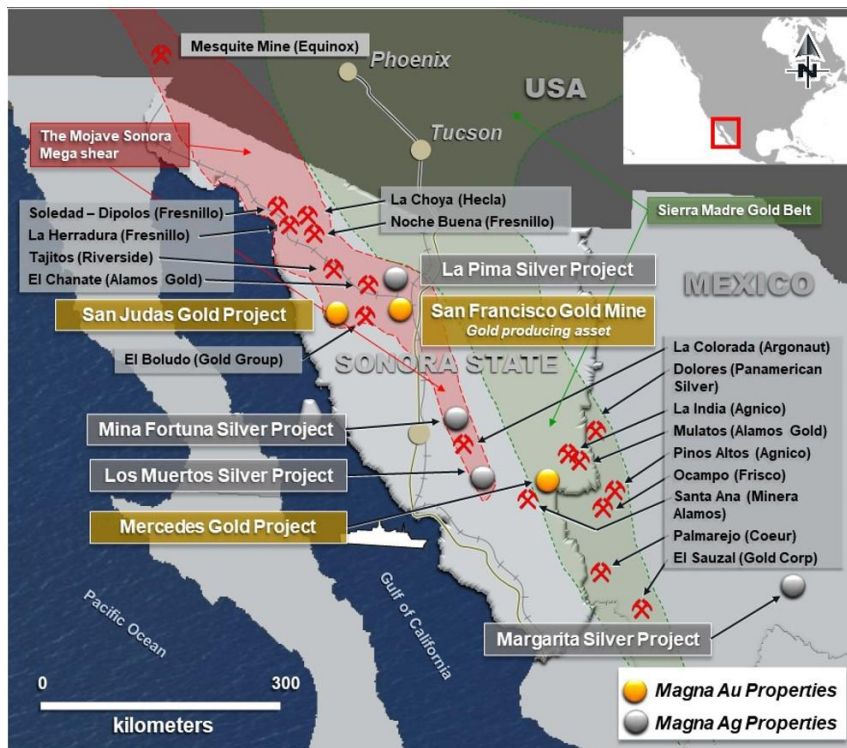 Mesquite Mine (Equinox)
Phoenix
USA
N
Tucson
The Mojave Sonora
Mega shear
La Choya (Hecla)
Noche Buena (Fresnillo)
Soledad – Dipolos (Fresnillo)
La Herradura (Fresnillo)
Tajitos (Riverside)
El Chanate (Alamos Gold)
Sierra Madre Gold Belt
MEXICO
La Pima Silver Project
San Judas Gold Project
San Francisco Gold Mine
Gold producing asset
El Boludo (Gold Group)
SONORA STATE
La Colorada (Argonaut)
Dolores (Panamerican
Silver)
La India (Agnico)
Mulatos (Alamos Gold)
Pinos Altos (Agnico)
Ocampo (Frisco)
Santa Ana (Minera
Alamos)
Palmarejo (Coeur)
El Sauzal (Gold Corp)
Mina Fortuna Silver Project
Los Muertos Silver Project
Mercedes Gold Project
Pacific Ocean
Gulf of California
Margarita Silver Project
0
300
kilometers
Magna Au Properties
Magna Ag Properties